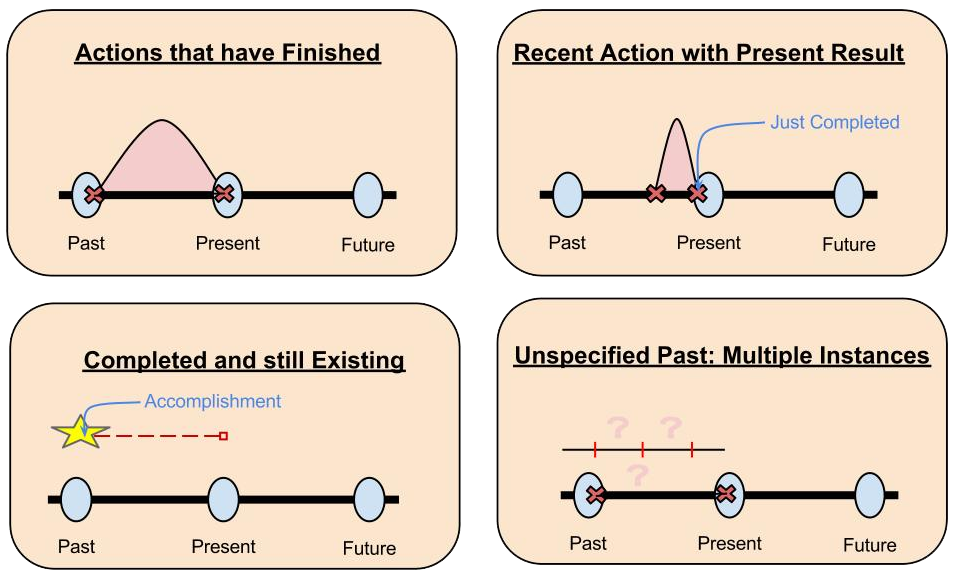 Actions that have Finished
Past
Present
Future
Recent Action with Present Result
Just Completed
Past
Present
Future
Completed and still Existing
Accomplishment
Past
Present
Future
Unspecified Past: Multiple Instances
? ?
?
Past
Present
Future